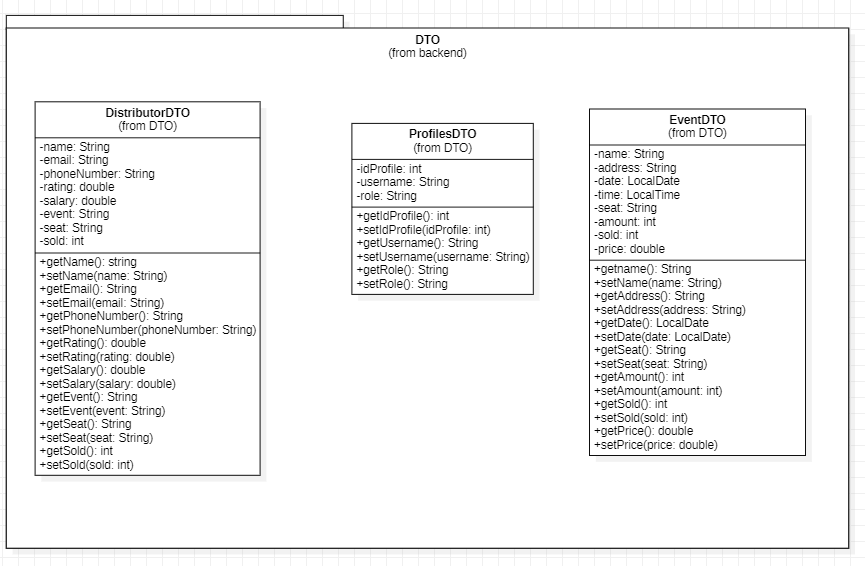 DTO
(from backend)
DistributorDTO
(from DTO)
-name: String
-email: String
-phoneNumber: String
-rating: double
-salary: double
-event: String
-seat: String
-sold: int
+getName(): string
+setName(name: String)
+getEmail(): String
+setEmail(email: String)
+getPhoneNumber(): String
+setPhoneNumber(phoneNumber: String)
+getRating(): double
+setRating(rating: double)
+getSalary(): double
+setSalary(salary: double)
+getEvent(): String
+setEvent(event: String)
+getSeat(): String
+setSeat(seat: String)
+getSold(): int
+setSold(sold: int)
ProfilesDTO
(from DTO)
-idProfile: int
-username: String
-role: String
+getIdProfile(): int
+setIdProfile(idProfile: int)
+getUsername(): String
+setUsername(username: String)
+getRole(): String
+setRole(): String
EventDTO
(from DTO)
-name: String
-address: String
-date: LocalDate
-time: LocalTime
-seat: String
-amount: int
-sold: int
-price: double
+getname(): String
+setName(name: String)
+getAddress(): String
+setAddress(address: String)
+getDate(): LocalDate
+setDate(date: LocalDate)
+getSeat(): String
+setSeat(seat: String)
+getAmount(): int
+setAmount(amount: int)
+getSold(): int
+setSold(sold: int)
+getPrice(): double
+setPrice(price: double)